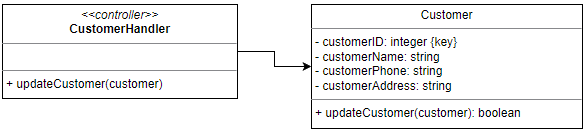 <<controller>>
CustomerHandler
+ updateCustomer(customer)
Customer
- customerID: integer {key}
- customerName: string
- customerPhone: string
- customerAddress: string
+ updateCustomer(customer): boolean